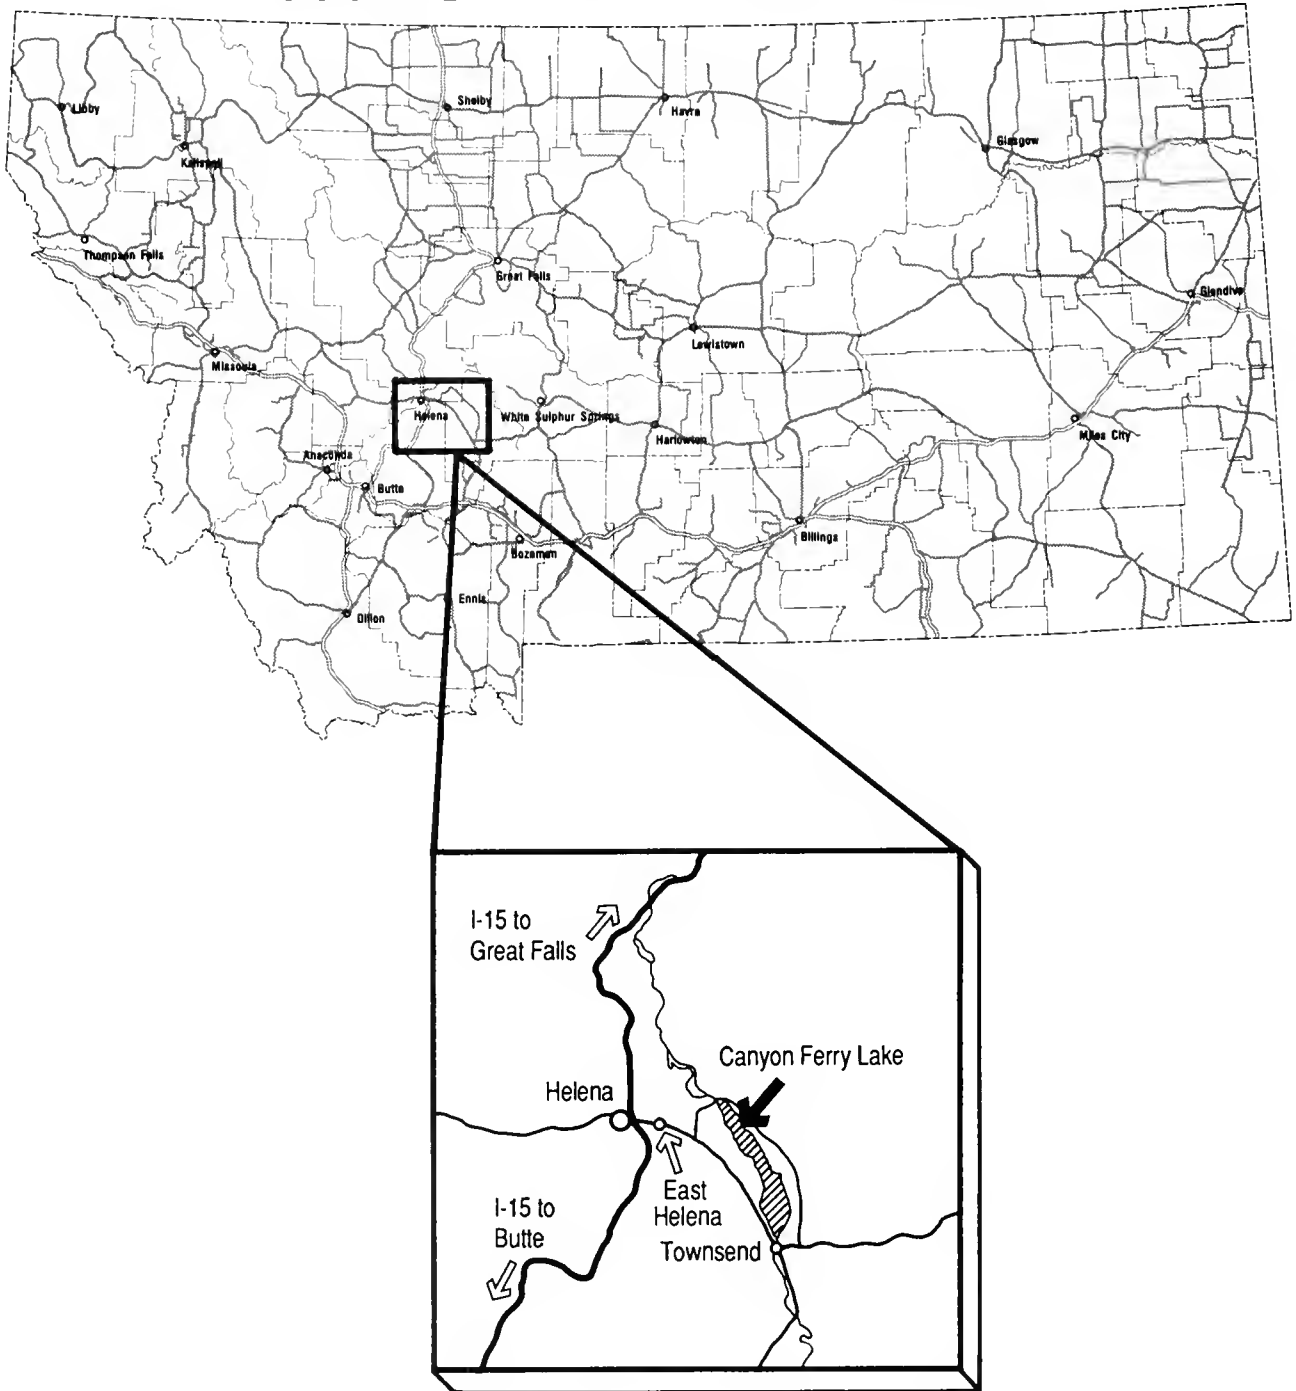 Libby
Shelby
Havre
Glasgow
Kalispell
Thompson Falls
Great Falls
Glendive
Lewistown
Missoula
Helena
White Sulphur Springs
Harlowton
Miles City
Anaconda
Butte
Billings
Bozeman
Ennis
Dillon
I-15 to
Great Falls
Canyon Ferry Lake
Helena
East
Helena
I-15 to
Butte
Townsend